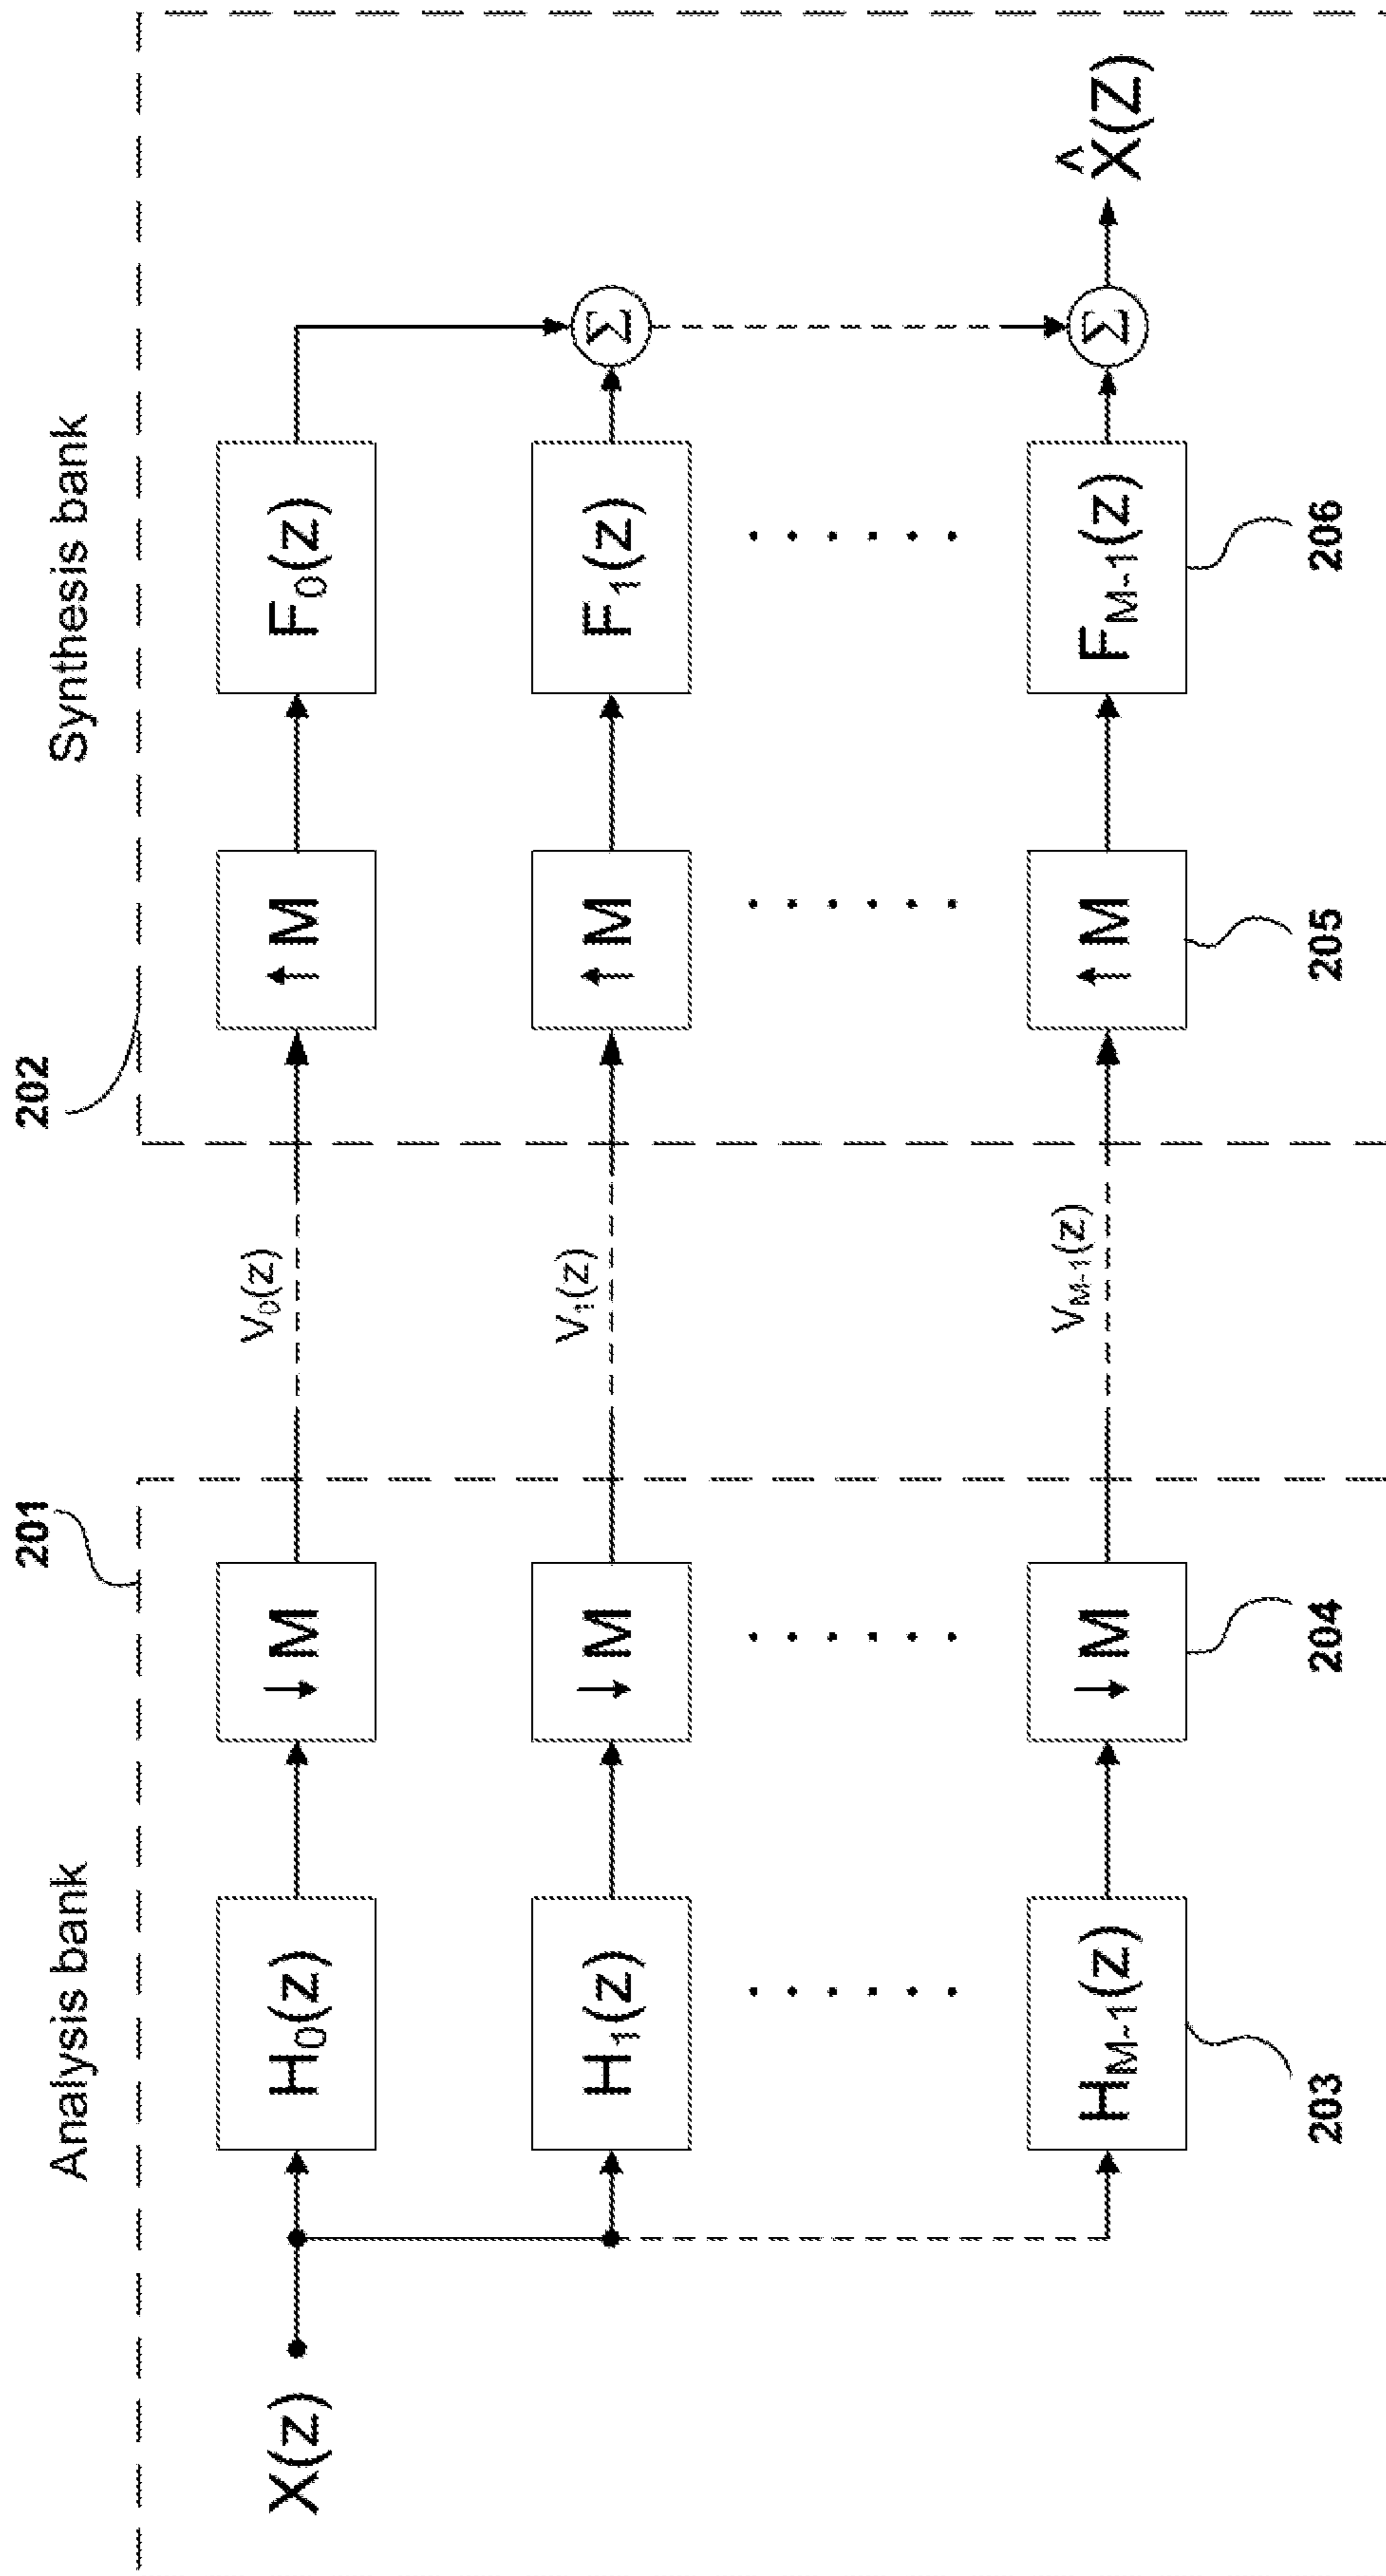 Analysis bank
Synthesis bank
201
202
X(z)
H0(z)
↓ M
V0(z)
↑ M
F0(z)
H1(z)
↓ M
V1(z)
↑ M
F1(z)
Σ
. . . . . .
. . . . . .
. . . . . .
. . . . . .
HM-1(z)
↓ M
VM-1(z)
↑ M
FM-1(z)
Σ
X̂(Z)
203
204
205
206